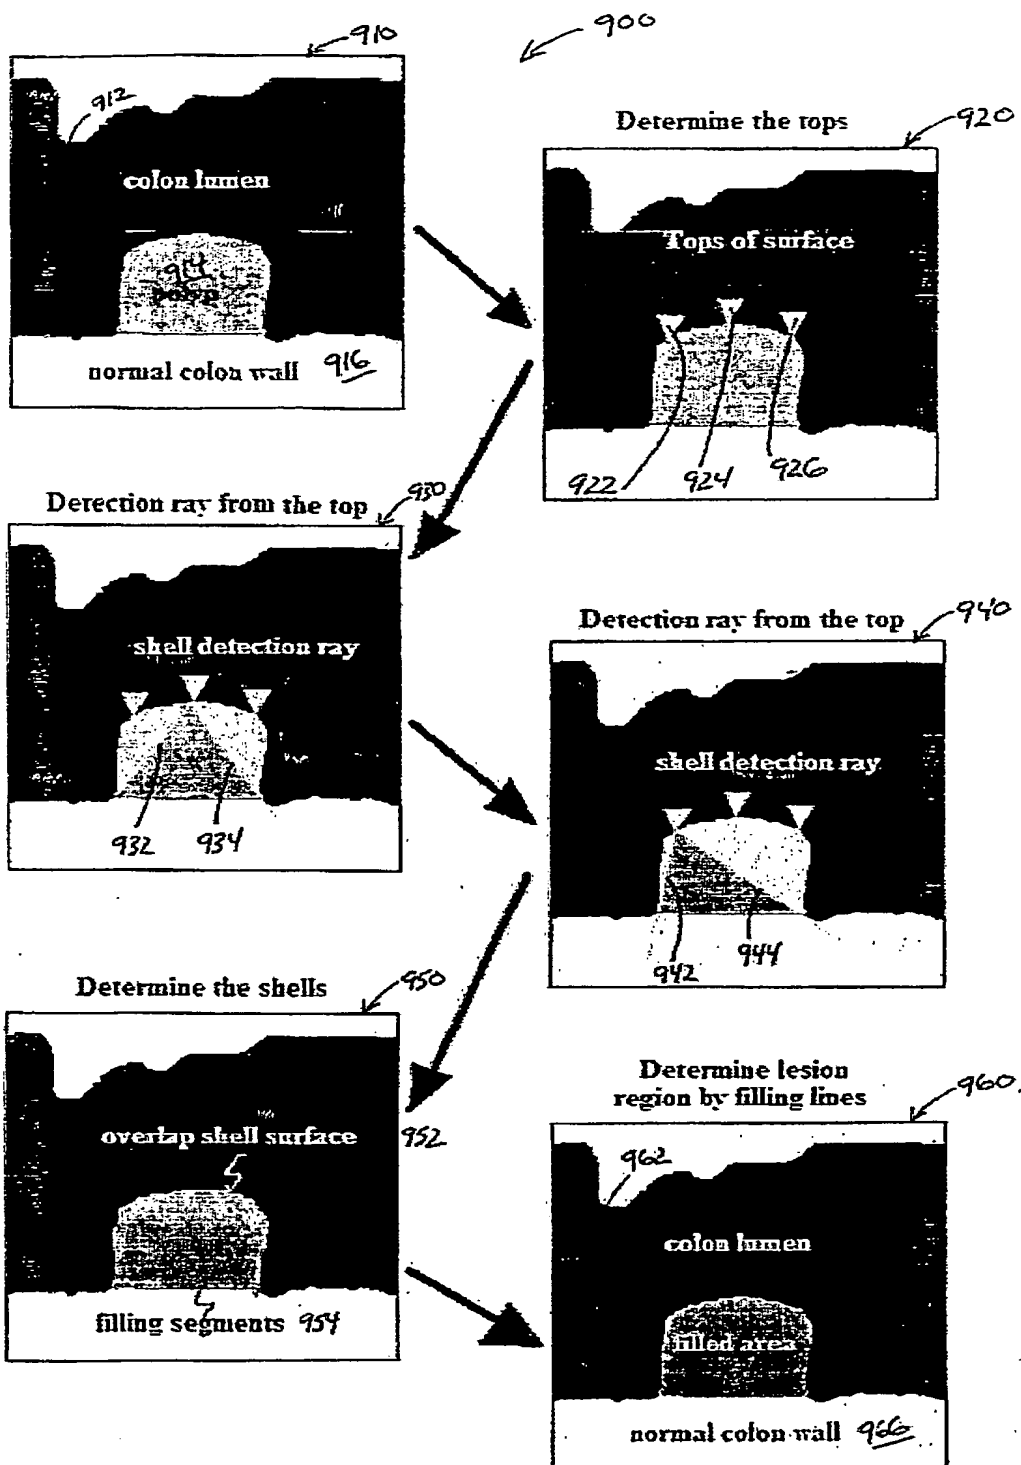 900
910
912
colon lumen
914
normal colon wall 916
Determine the tops
920
Tops of surface
922 924 926
Detection ray from the top
930
shell detection ray
932 934
Detection ray from the top
940
shell detection ray
942 944
Determine the shells
950
overlap shell surface 952
filling segments 954
Determine lesion
region by filling lines
960
962
colon lumen
filled area
normal colon wall 966